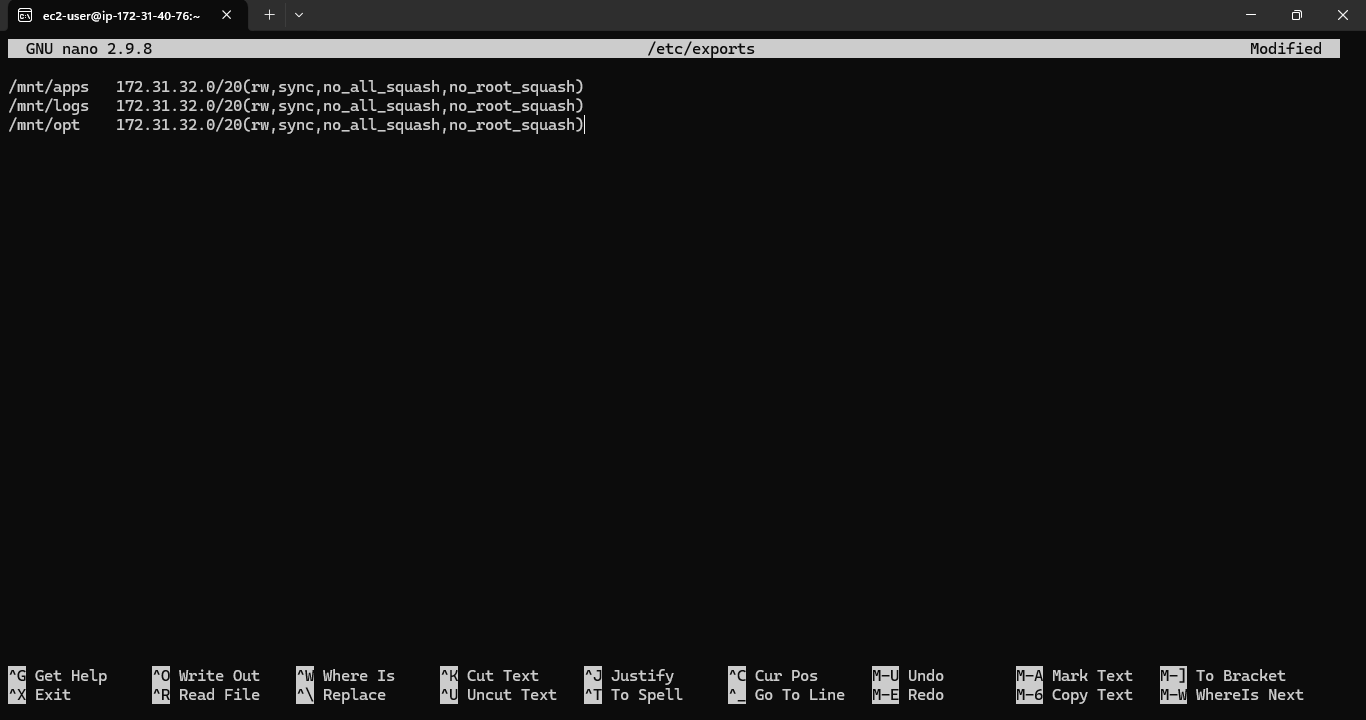 ec2-user@ip-172-31-40-76:~
GNU nano 2.9.8 /etc/exports Modified
/mnt/apps 172.31.32.0/20(rw,sync,no_all_squash,no_root_squash)
/mnt/logs 172.31.32.0/20(rw,sync,no_all_squash,no_root_squash)
/mnt/opt 172.31.32.0/20(rw,sync,no_all_squash,no_root_squash)
^G Get Help ^O Write Out ^W Where Is ^K Cut Text ^J Justify ^C Cur Pos M-U Undo M-A Mark Text M-] To Bracket
^X Exit ^R Read File ^\ Replace ^U Uncut Text ^T To Spell ^_ Go To Line M-E Redo M-6 Copy Text M-W WhereIs Next